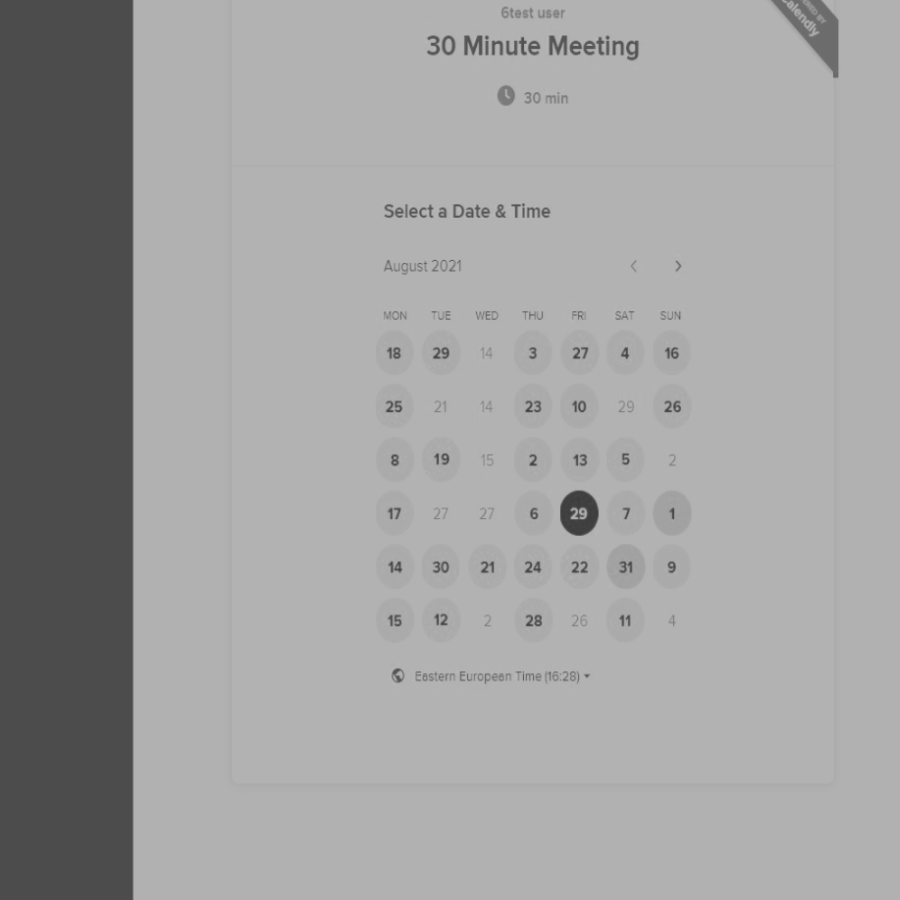 6test user
30 Minute Meeting
Calendly
30 min
Select a Date & Time
August 2021
MON TUE WED THU FRI SAT SUN
18 29 14 3 27 4 16
25 21 14 23 10 29 26
8 19 15 2 13 5 2
17 27 27 6 29 7 1
14 30 21 24 22 31 9
15 12 2 28 26 11 4
Eastern European Time (16:28)